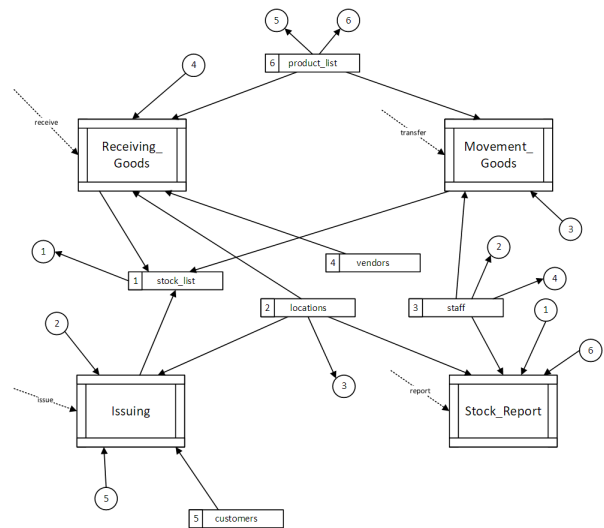 5
6
6 product_list
4
receive
Receiving_
Goods
transfer
Movement_
Goods
3
1
2
4 vendors
4
1 stock_list
2 locations
3 staff
1
2
6
3
issue
Issuing
report
Stock_Report
5
5 customers